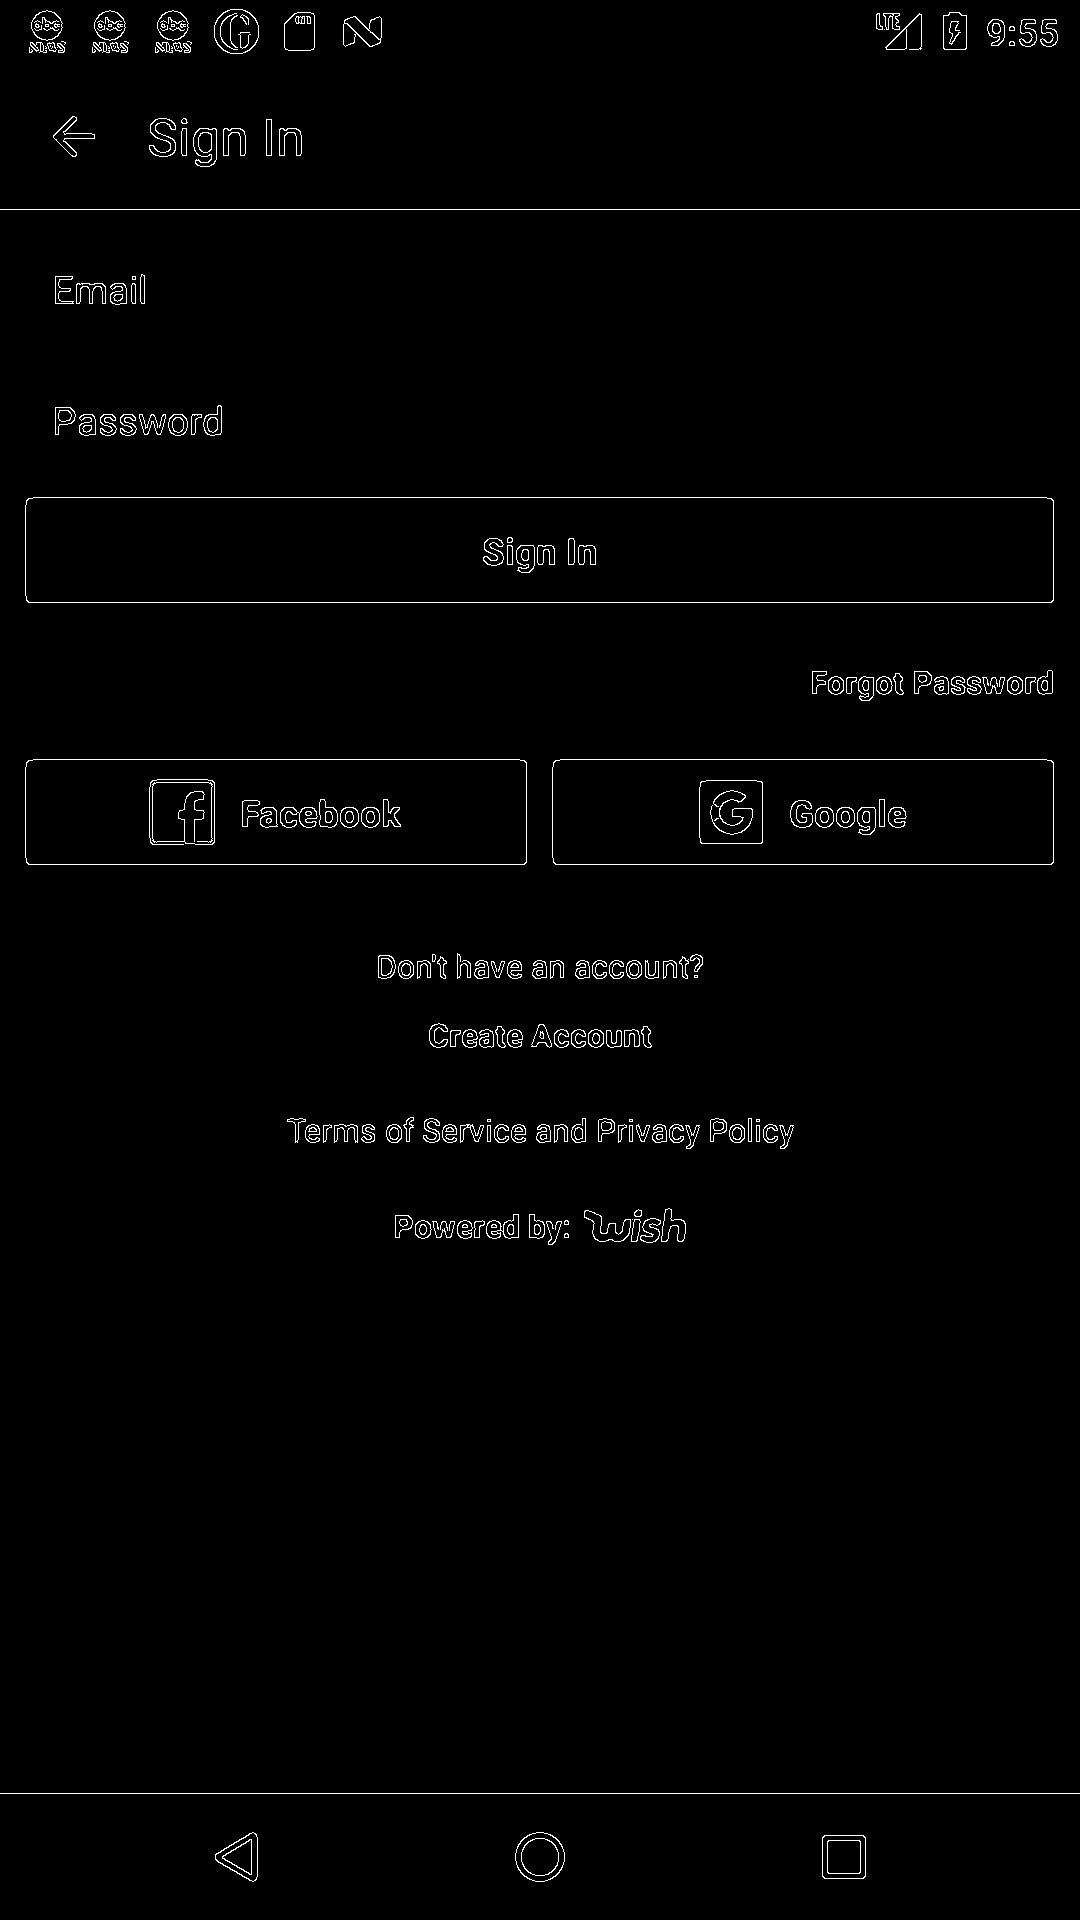 abc NEWS abc NEWS abc NEWS G LTE 9:55
Sign In
Email
Password
Sign In
Forgot Password
f Facebook G Google
Don't have an account?
Create Account
Terms of Service and Privacy Policy
Powered by: wish